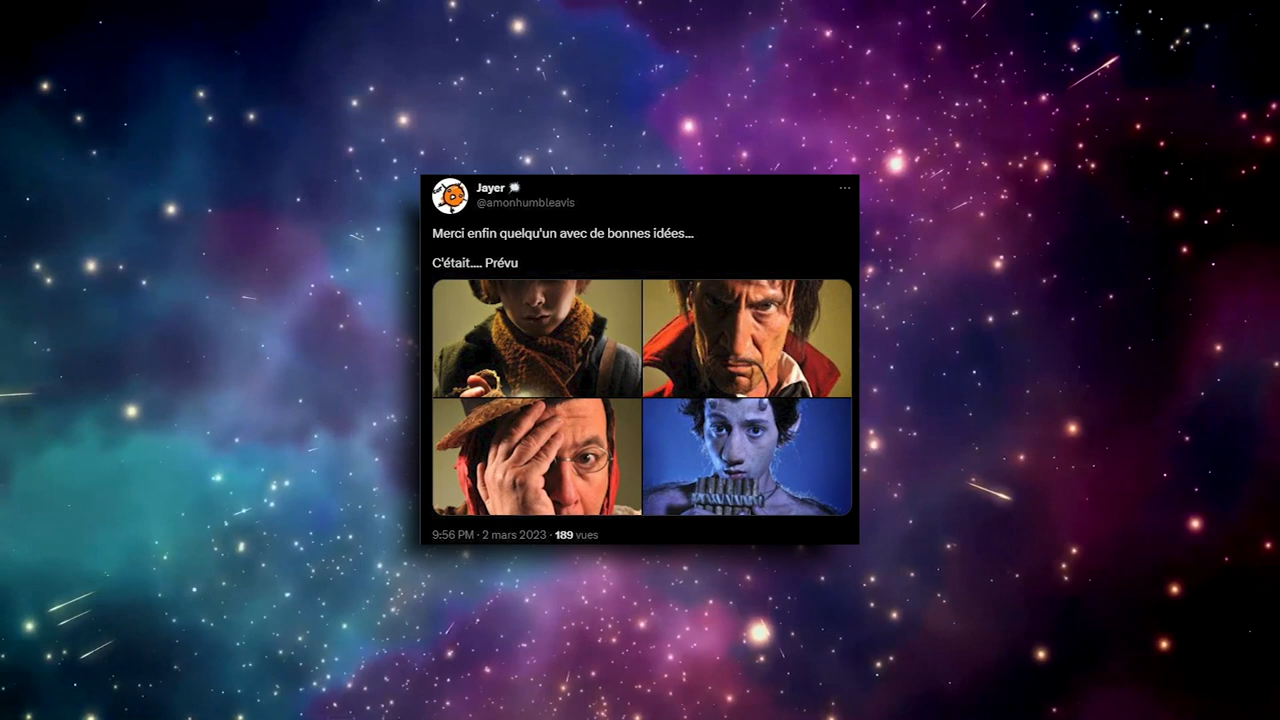 Jayer
@amonhumbleavis
Merci enfin quelqu'un avec de bonnes idées...
C'était.... Prévu
9:56 PM · 2 mars 2023 · 189 vues